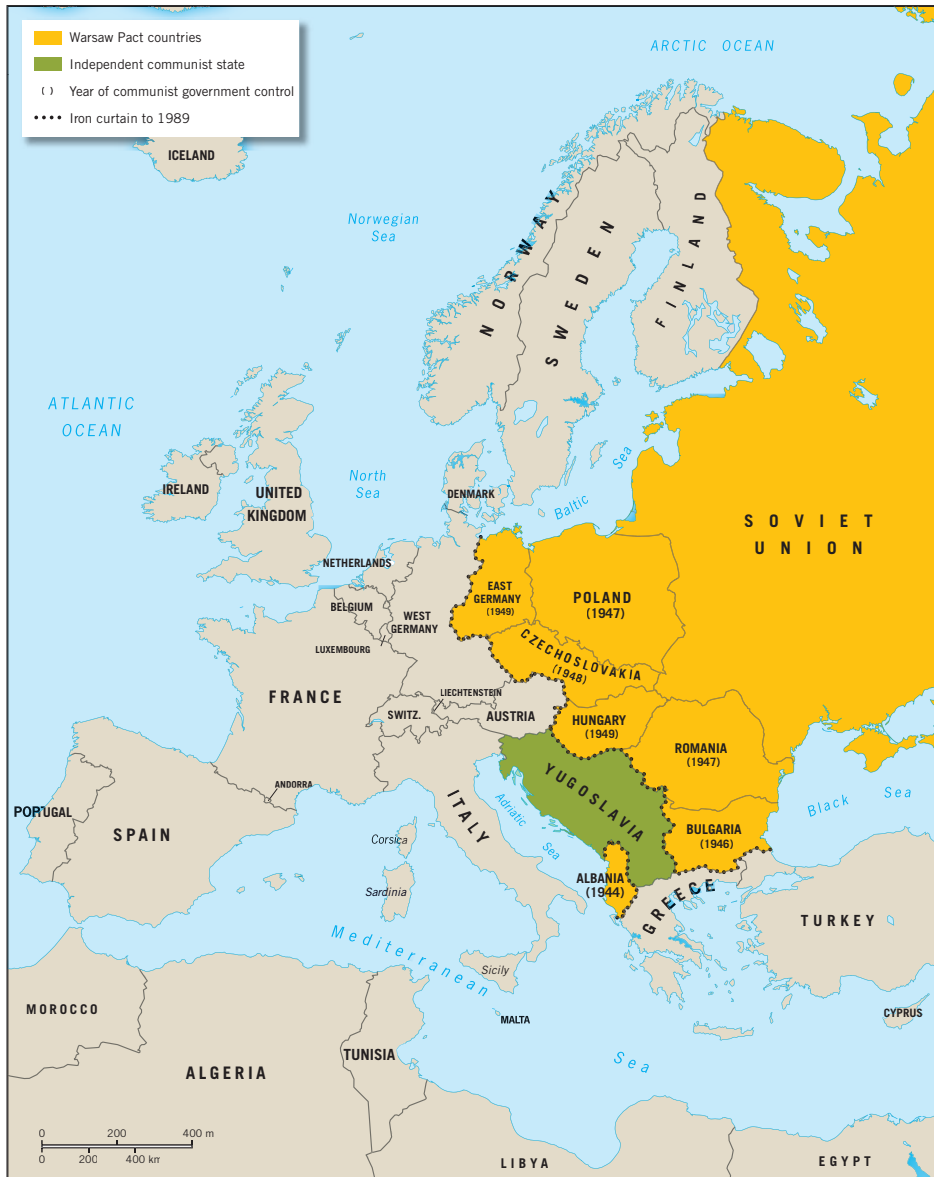 Warsaw Pact countries
Independent communist state
( ) Year of communist government control
Iron curtain to 1989
ARCTIC OCEAN
ICELAND
Norwegian
Sea
NORWAY
SWEDEN
FINLAND
ATLANTIC
OCEAN
North
Sea
IRELAND
UNITED
KINGDOM
DENMARK
Baltic Sea
SOVIET
UNION
NETHERLANDS
BELGIUM
LUXEMBOURG
WEST
GERMANY
EAST
GERMANY
(1949)
POLAND
(1947)
CZECHOSLOVAKIA
(1948)
FRANCE
LIECHTENSTEIN
SWITZ.
AUSTRIA
HUNGARY
(1949)
ROMANIA
(1947)
YUGOSLAVIA
ANDORRA
PORTUGAL
SPAIN
ITALY
Adriatic
Sea
Corsica
Sardinia
BULGARIA
(1946)
Black Sea
ALBANIA
(1944)
GREECE
TURKEY
Mediterranean
Sea
Sicily
MALTA
CYPRUS
MOROCCO
ALGERIA
TUNISIA
LIBYA
EGYPT
0 200 400 m
0 200 400 km